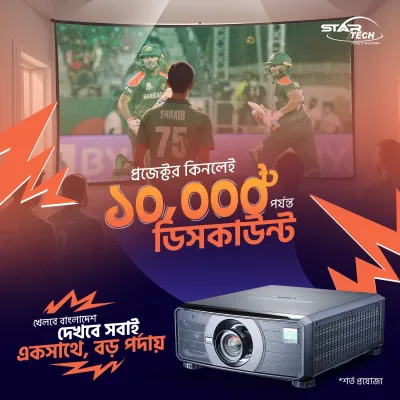 STAR
TECH
BANGLADESH
SHAKIB
75
প্রজেক্টর কিনলেই
১০,০০০৳ পর্যন্ত
ডিসকাউন্ট
খেলবে বাংলাদেশ
দেখবে সবাই
একসাথে, বড় পর্দায়
*শর্ত প্রযোজ্য